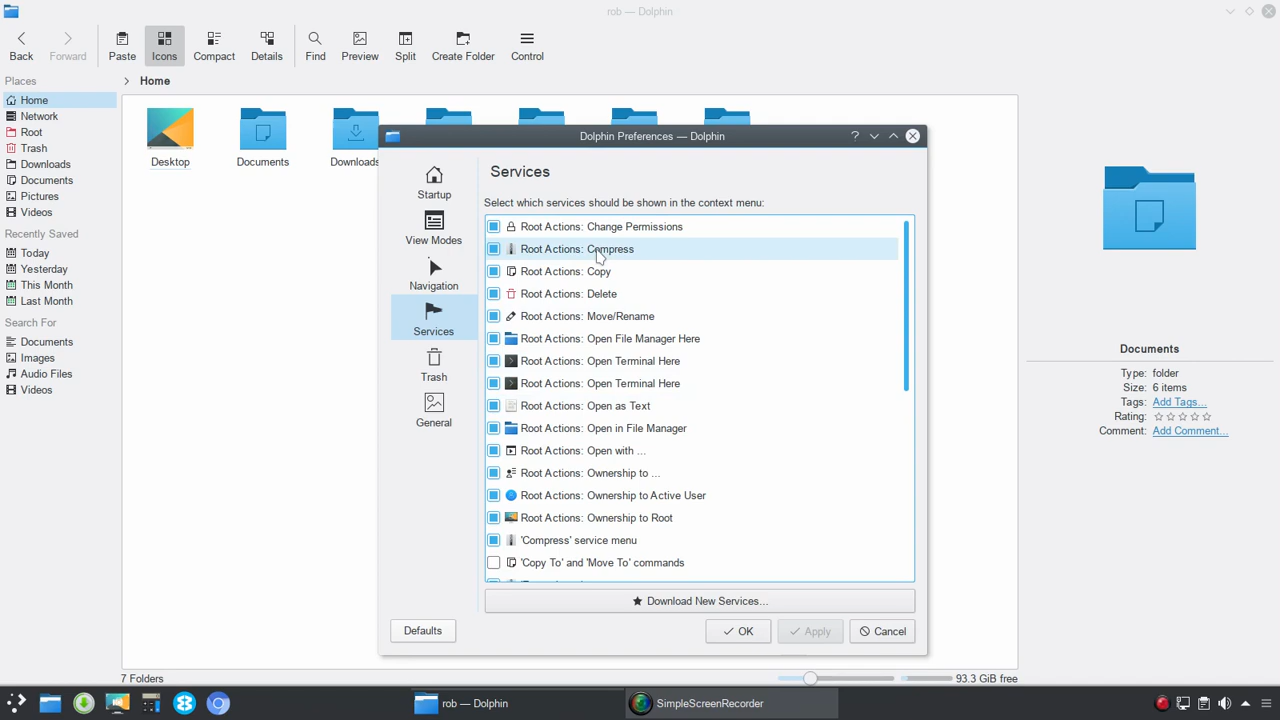 rob — Dolphin
Back
Forward
Paste
Icons
Compact
Details
Find
Preview
Split
Create Folder
Control
Places
Home
Network
Root
Trash
Downloads
Documents
Pictures
Videos
Recently Saved
Today
Yesterday
This Month
Last Month
Search For
Documents
Images
Audio Files
Videos
Home
Desktop
Documents
Downloads
Dolphin Preferences — Dolphin
?
Startup
View Modes
Navigation
Services
Trash
General
Services
Select which services should be shown in the context menu:
Root Actions: Change Permissions
Root Actions: Compress
Root Actions: Copy
Root Actions: Delete
Root Actions: Move/Rename
Root Actions: Open File Manager Here
Root Actions: Open Terminal Here
Root Actions: Open Terminal Here
Root Actions: Open as Text
Root Actions: Open in File Manager
Root Actions: Open with ...
Root Actions: Ownership to ...
Root Actions: Ownership to Active User
Root Actions: Ownership to Root
'Compress' service menu
'Copy To' and 'Move To' commands
Download New Services...
Defaults
OK
Apply
Cancel
Documents
Type: folder
Size: 6 items
Tags: Add Tags...
Rating:
Comment: Add Comment...
7 Folders
93.3 GiB free
rob — Dolphin
SimpleScreenRecorder